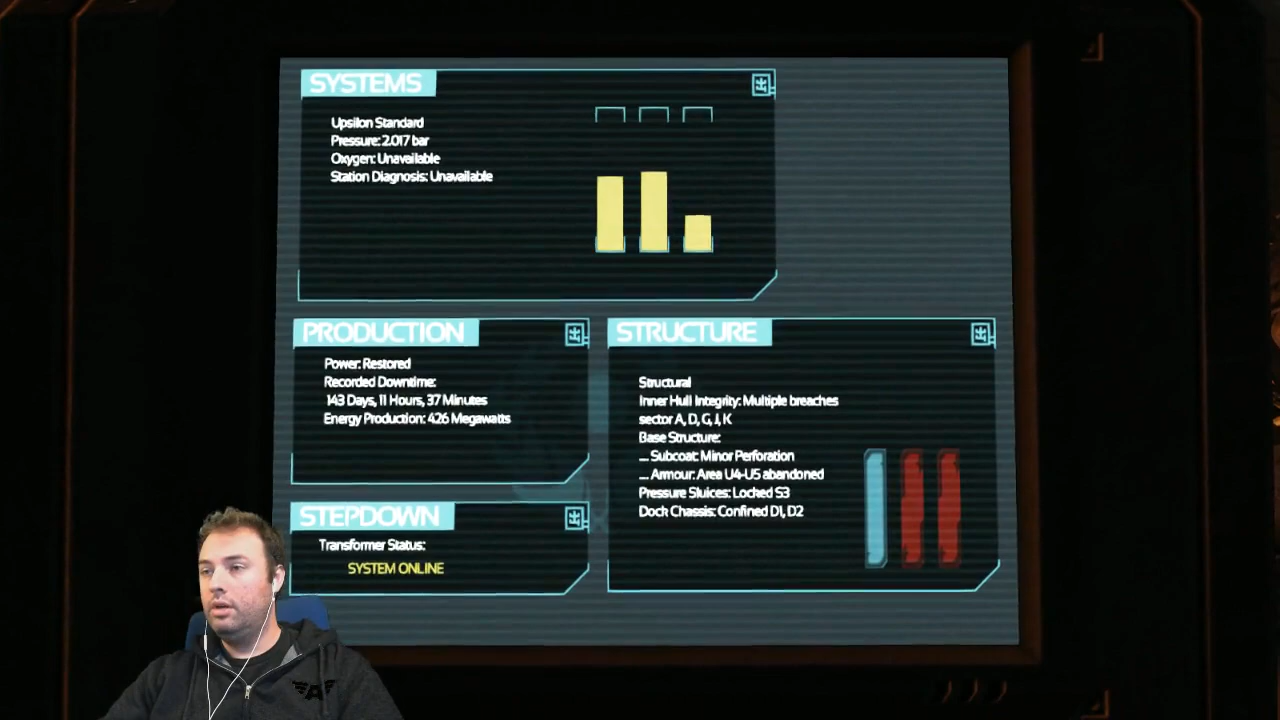 SYSTEMS
Upsilon Standard
Pressure: 2.017 bar
Oxygen: Unavailable
Station Diagnosis: Unavailable
PRODUCTION
Power: Restored
Recorded Downtime:
143 Days, 11 Hours, 37 Minutes
Energy Production: 426 Megawatts
STRUCTURE
Structural
Inner Hull Integrity: Multiple breaches
sector A, D, G, J, K
Base Structure:
_ Subcoat: Minor Perforation
_ Armour: Area U4-U5 abandoned
Pressure Sluices: Locked S3
Dock Chassis: Confined D1, D2
STEPDOWN
Transformer Status:
SYSTEM ONLINE